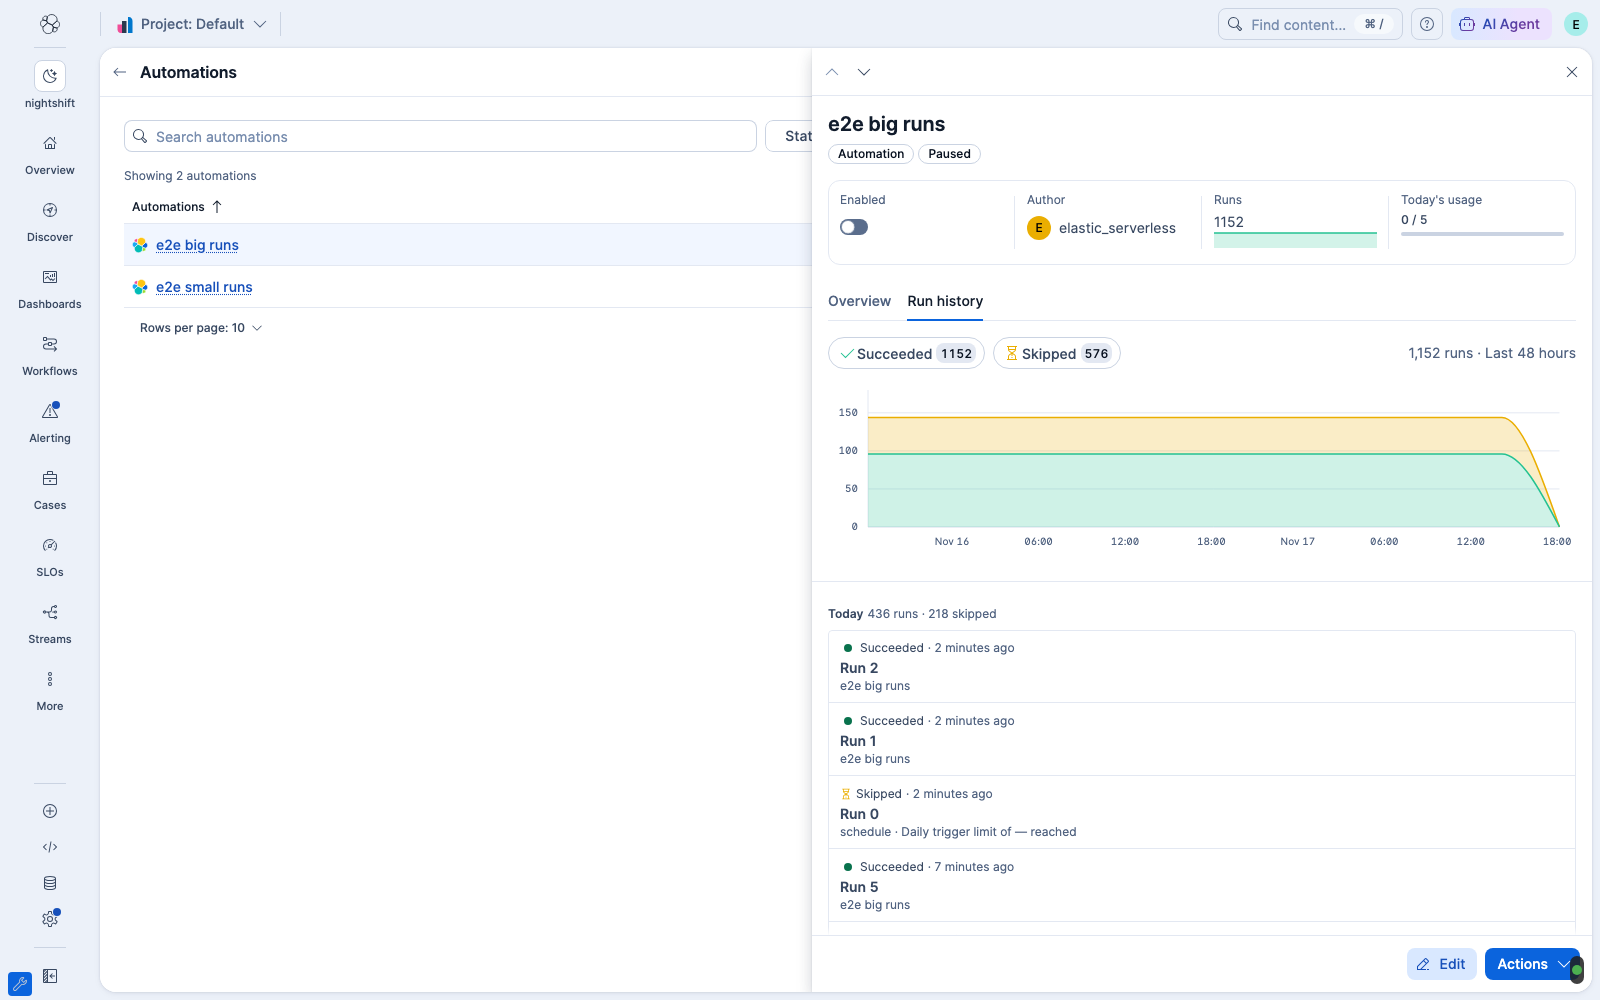 Project: Default
Find content...
⌘ /
AI Agent
E
nightshift
Overview
Discover
Dashboards
Workflows
Alerting
Cases
SLOs
Streams
More
Automations
Search automations
Stat
Showing 2 automations
Automations
e2e big runs
e2e small runs
Rows per page: 10
e2e big runs
Automation
Paused
Enabled
Author
E
elastic_serverless
Runs
1152
Today's usage
0 / 5
Overview
Run history
Succeeded 1152
Skipped 576
1,152 runs · Last 48 hours
150
100
50
0
Nov 16
06:00
12:00
18:00
Nov 17
06:00
12:00
18:00
Today 436 runs · 218 skipped
Succeeded · 2 minutes ago
Run 2
e2e big runs
Succeeded · 2 minutes ago
Run 1
e2e big runs
Skipped · 2 minutes ago
Run 0
schedule · Daily trigger limit of — reached
Succeeded · 7 minutes ago
Run 5
e2e big runs
Edit
Actions